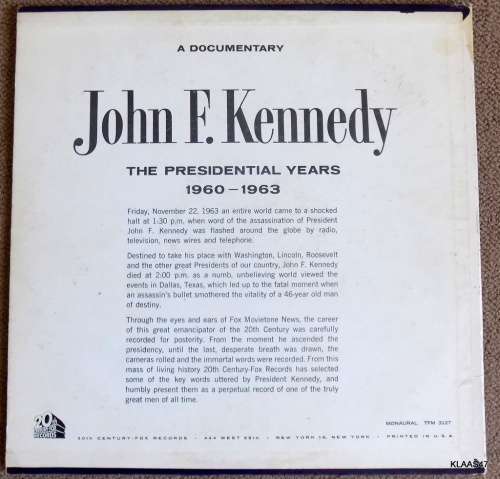 A DOCUMENTARY
John F. Kennedy
THE PRESIDENTIAL YEARS
1960–1963
Friday, November 22, 1963 an entire world came to a shocked
halt at 1:30 p.m. when word of the assassination of President
John F. Kennedy was flashed around the globe by radio,
television, news wires and telephone.
Destined to take his place with Washington, Lincoln, Roosevelt
and the other great Presidents of our country, John F. Kennedy
died at 2:00 p.m. as a numb, unbelieving world viewed the
events in Dallas, Texas, which led up to the fatal moment when
an assassin's bullet smothered the vitality of a 46-year old man
of destiny.
Through the eyes and ears of Fox Movietone News, the career
of this great emancipator of the 20th Century was carefully
recorded for posterity. From the moment he ascended the
presidency, until the last, desperate breath was drawn, the
cameras rolled and the immortal words were recorded. From this
mass of living history 20th Century-Fox Records has selected
some of the key words uttered by President Kennedy, and
humbly present them as a perpetual record of one of the truly
great men of all time.
MONAURAL TFM 3127
20TH CENTURY-FOX RECORDS • 444 WEST 56th • NEW YORK 19, NEW YORK • PRINTED IN U.S.A.
KLAAS47